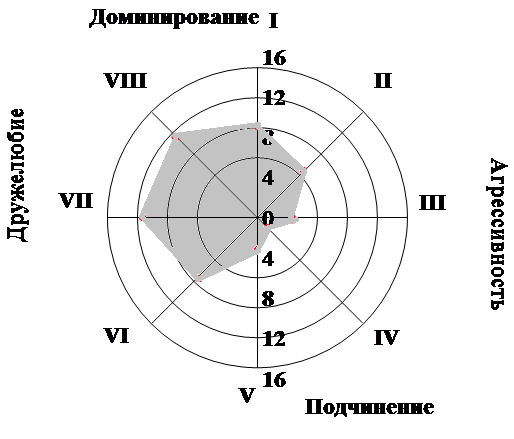 Доминирование I
16
VIII
II
12
8
Дружелюбие
4
VII
0
III
Агрессивность
4
8
VI
IV
12
16
V
Подчинение